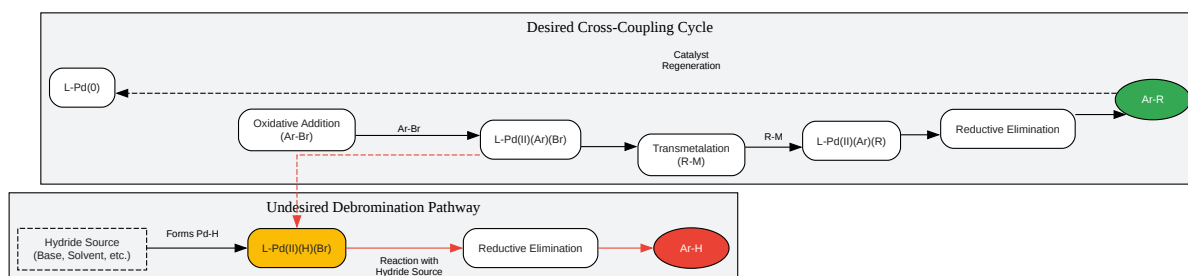 Desired Cross-Coupling Cycle
Catalyst
Regeneration
L-Pd(0)
Ar-R
Oxidative Addition
(Ar-Br)
Ar-Br
L-Pd(II)(Ar)(Br)
Transmetalation
(R-M)
R-M
L-Pd(II)(Ar)(R)
Reductive Elimination
Undesired Debromination Pathway
Hydride Source
(Base, Solvent, etc.)
Forms Pd-H
L-Pd(II)(H)(Br)
Reaction with
Hydride Source
Reductive Elimination
Ar-H